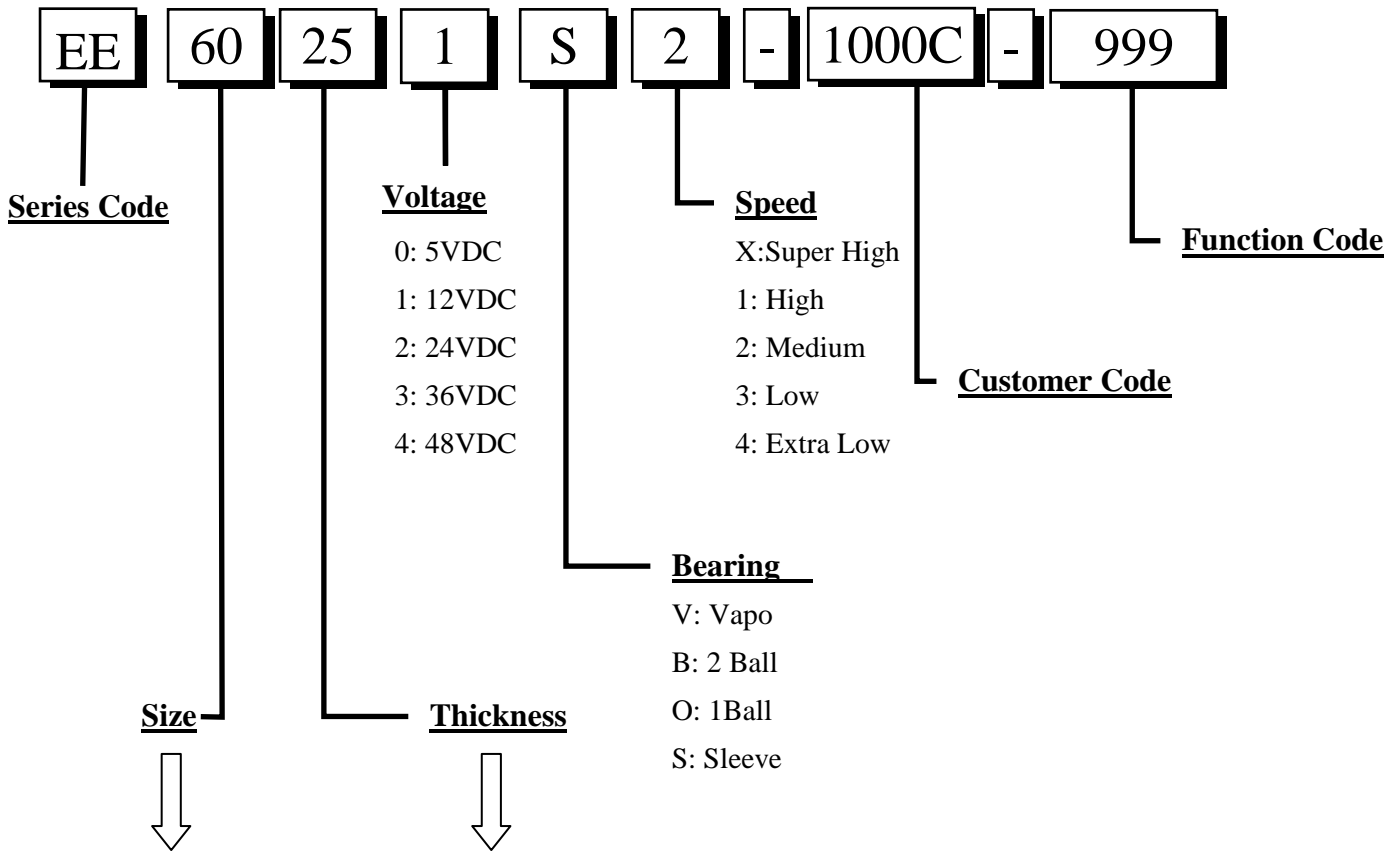 EE 60 25 1 S 2 - 1000C - 999
Series Code
Voltage
0: 5VDC
1: 12VDC
2: 24VDC
3: 36VDC
4: 48VDC
Speed
X:Super High
1: High
2: Medium
3: Low
4: Extra Low
Function Code
Customer Code
Bearing
V: Vapo
B: 2 Ball
O: 1Ball
S: Sleeve
Size
Thickness